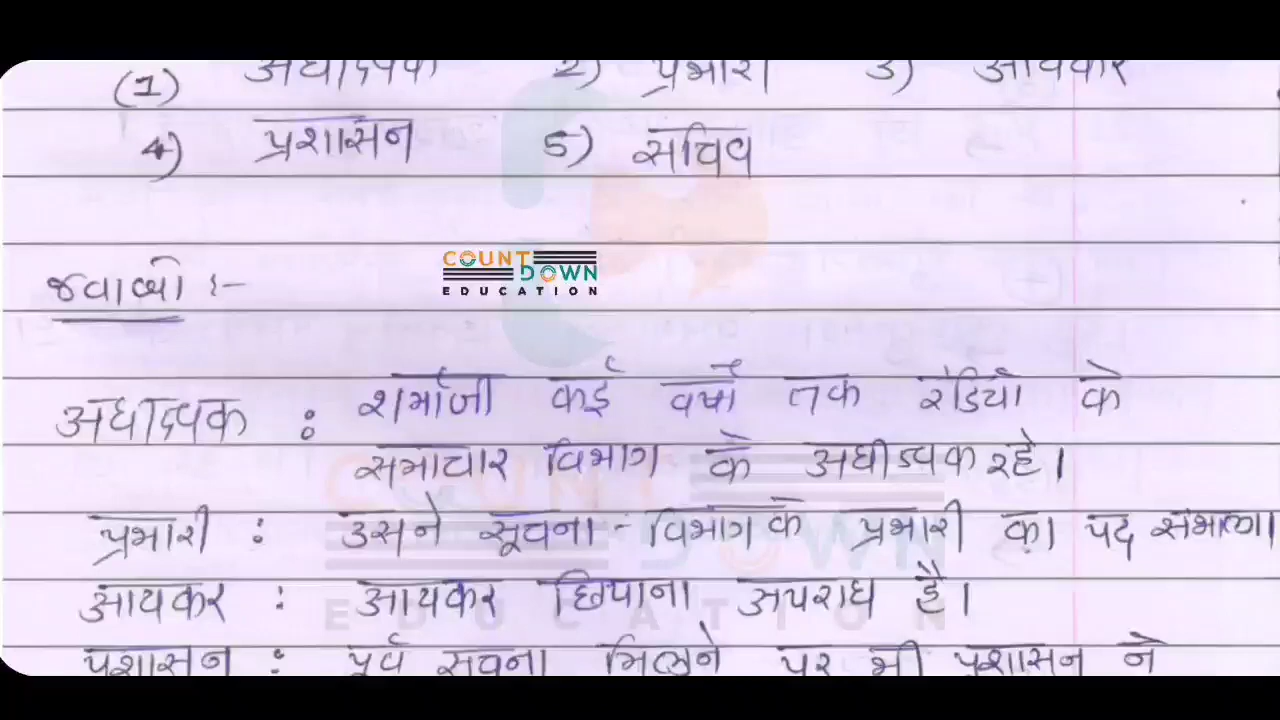 (1) 2) प्रभारी 3) आयकर
4) प्रशासन 5) सचिव
COUNT
DOWN
EDUCATION
જવાબો :-
शर्माजी कई वर्षों तक रेडियो के
अधीक्षक :
समाचार विभाग के अधीक्षक रहे।
प्रभारी : उसने सूचना - विभाग के प्रभारी का पद संभाला।
आयकर : आयकर छिपाना अपराध है।
प्रशासन : पूर्व सूचना मिलने पर भी प्रशासन ने